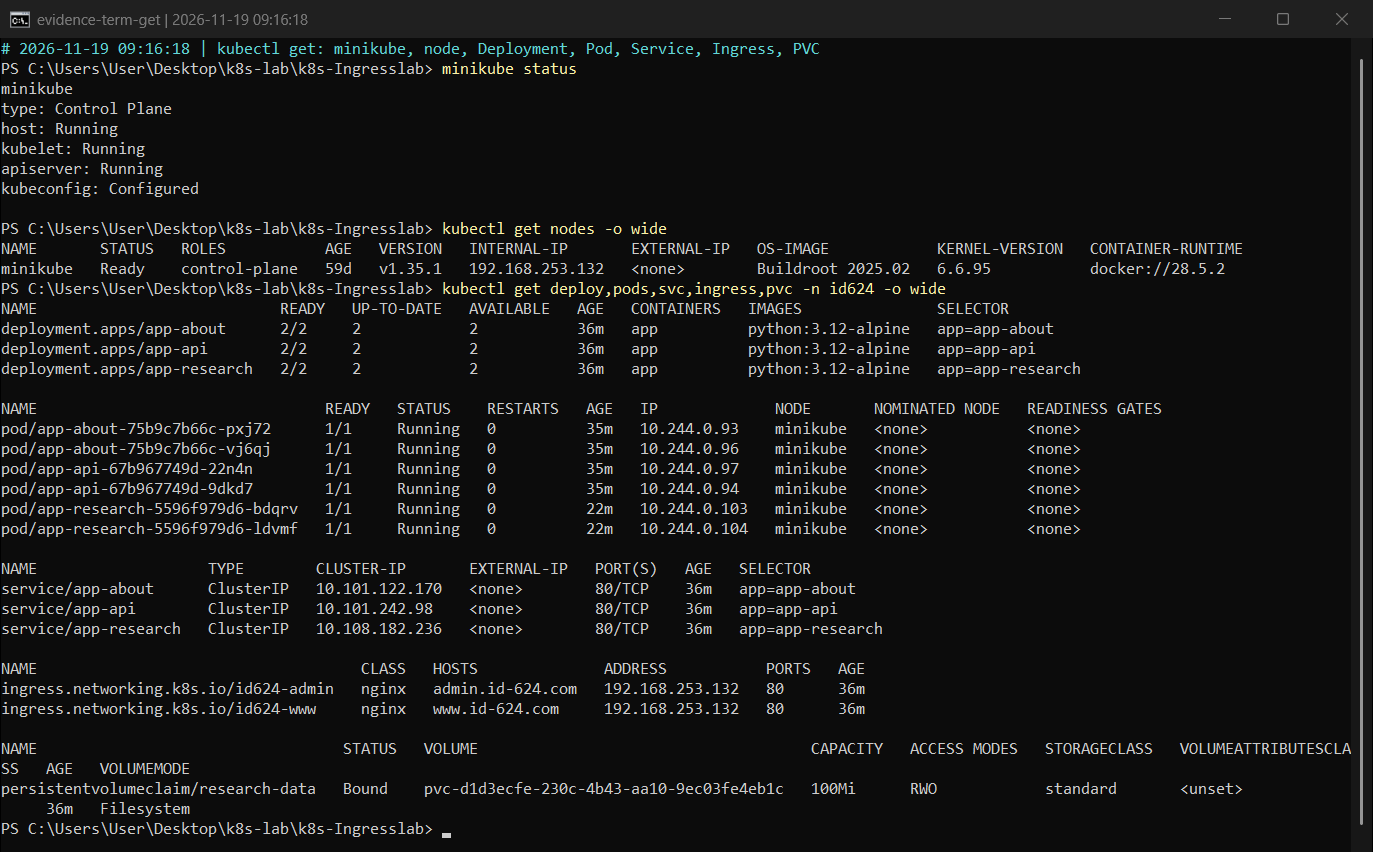 evidence-term-get | 2026-11-19 09:16:18
# 2026-11-19 09:16:18 | kubectl get: minikube, node, Deployment, Pod, Service, Ingress, PVC
PS C:\Users\User\Desktop\k8s-lab\k8s-Ingresslab> minikube status
minikube
type: Control Plane
host: Running
kubelet: Running
apiserver: Running
kubeconfig: Configured
PS C:\Users\User\Desktop\k8s-lab\k8s-Ingresslab> kubectl get nodes -o wide
NAME STATUS ROLES AGE VERSION INTERNAL-IP EXTERNAL-IP OS-IMAGE KERNEL-VERSION CONTAINER-RUNTIME
minikube Ready control-plane 59d v1.35.1 192.168.253.132 <none> Buildroot 2025.02 6.6.95 docker://28.5.2
PS C:\Users\User\Desktop\k8s-lab\k8s-Ingresslab> kubectl get deploy,pods,svc,ingress,pvc -n id624 -o wide
NAME READY UP-TO-DATE AVAILABLE AGE CONTAINERS IMAGES SELECTOR
deployment.apps/app-about 2/2 2 2 36m app python:3.12-alpine app=app-about
deployment.apps/app-api 2/2 2 2 36m app python:3.12-alpine app=app-api
deployment.apps/app-research 2/2 2 2 36m app python:3.12-alpine app=app-research
NAME READY STATUS RESTARTS AGE IP NODE NOMINATED NODE READINESS GATES
pod/app-about-75b9c7b66c-pxj72 1/1 Running 0 35m 10.244.0.93 minikube <none> <none>
pod/app-about-75b9c7b66c-vj6qj 1/1 Running 0 35m 10.244.0.96 minikube <none> <none>
pod/app-api-67b967749d-22n4n 1/1 Running 0 35m 10.244.0.97 minikube <none> <none>
pod/app-api-67b967749d-9dkd7 1/1 Running 0 35m 10.244.0.94 minikube <none> <none>
pod/app-research-5596f979d6-bdqrv 1/1 Running 0 22m 10.244.0.103 minikube <none> <none>
pod/app-research-5596f979d6-ldvmf 1/1 Running 0 22m 10.244.0.104 minikube <none> <none>
NAME TYPE CLUSTER-IP EXTERNAL-IP PORT(S) AGE SELECTOR
service/app-about ClusterIP 10.101.122.170 <none> 80/TCP 36m app=app-about
service/app-api ClusterIP 10.101.242.98 <none> 80/TCP 36m app=app-api
service/app-research ClusterIP 10.108.182.236 <none> 80/TCP 36m app=app-research
NAME CLASS HOSTS ADDRESS PORTS AGE
ingress.networking.k8s.io/id624-admin nginx admin.id-624.com 192.168.253.132 80 36m
ingress.networking.k8s.io/id624-www nginx www.id-624.com 192.168.253.132 80 36m
NAME STATUS VOLUME CAPACITY ACCESS MODES STORAGECLASS VOLUMEATTRIBUTESCLA
SS AGE VOLUMEMODE
persistentvolumeclaim/research-data Bound pvc-d1d3ecfe-230c-4b43-aa10-9ec03fe4eb1c 100Mi RWO standard <unset>
36m Filesystem
PS C:\Users\User\Desktop\k8s-lab\k8s-Ingresslab>